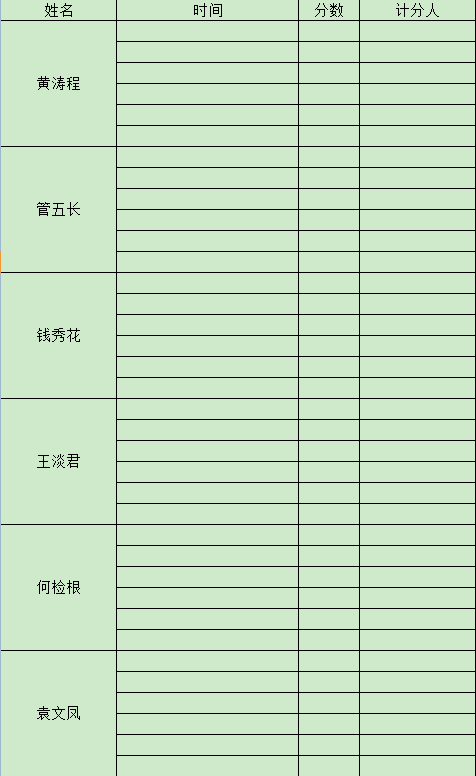 姓名 时间 分数 计分人
黄涛程
管五长
钱秀花
王淡君
何检根
袁文凤